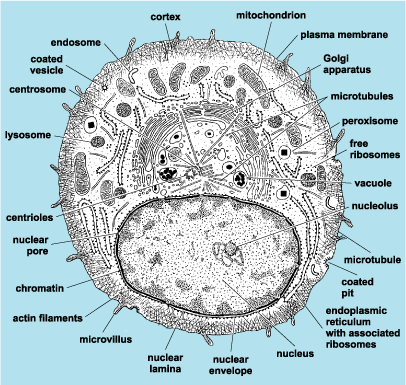 cortex
mitochondrion
endosome
plasma membrane
coated
vesicle
Golgi
apparatus
centrosome
microtubules
peroxisome
lysosome
free
ribosomes
vacuole
centrioles
nucleolus
nuclear
pore
microtubule
chromatin
coated
pit
actin filaments
endoplasmic
reticulum
with associated
ribosomes
microvillus
nuclear
lamina
nuclear
envelope
nucleus